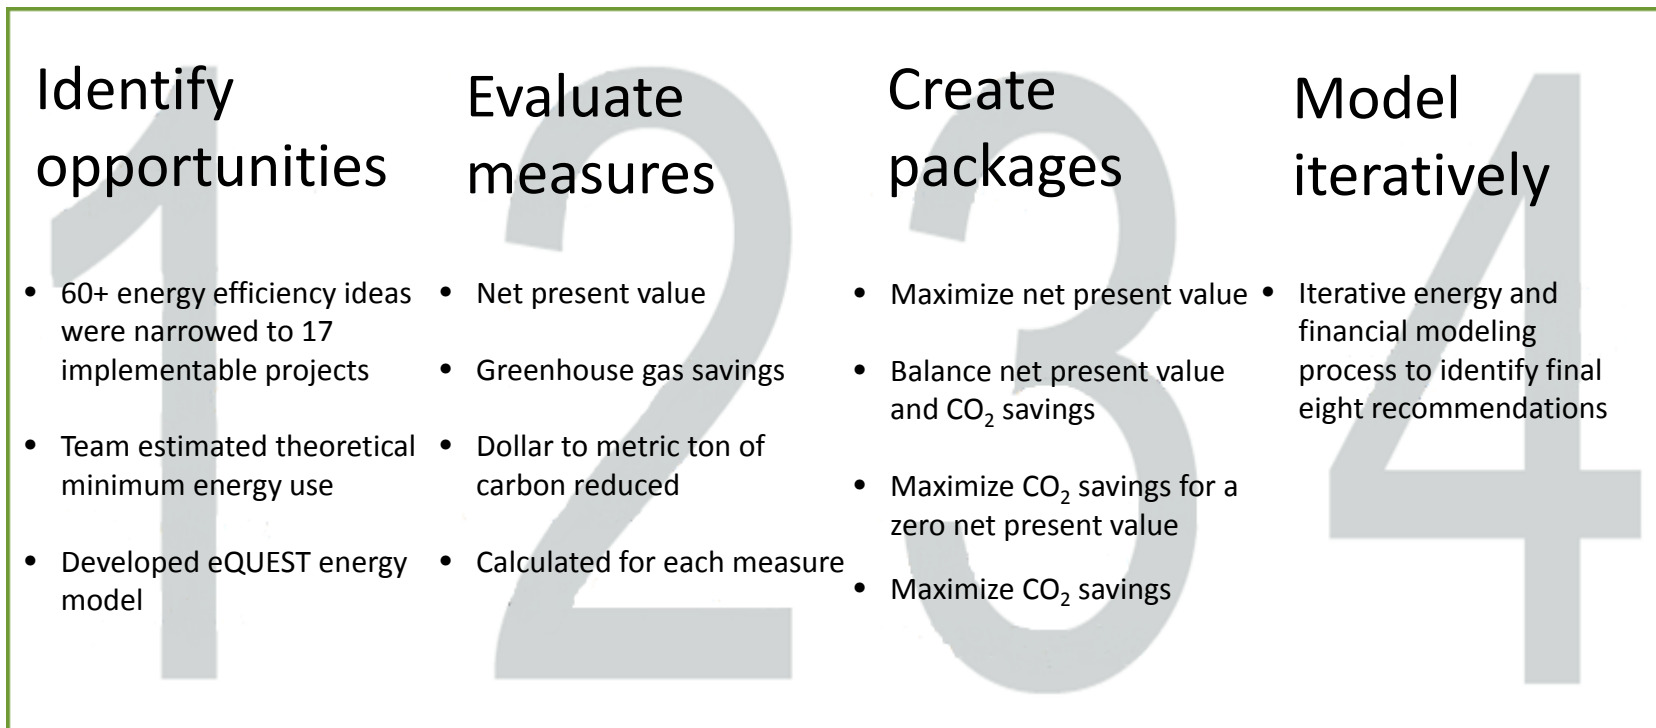 1
Identify
opportunities
• 60+ energy efficiency ideas
were narrowed to 17
implementable projects
• Team estimated theoretical
minimum energy use
• Developed eQUEST energy
model
2
Evaluate
measures
• Net present value
• Greenhouse gas savings
• Dollar to metric ton of
carbon reduced
• Calculated for each measure
3
Create
packages
• Maximize net present value
• Balance net present value
and CO₂ savings
• Maximize CO₂ savings for a
zero net present value
• Maximize CO₂ savings
4
Model
iteratively
• Iterative energy and
financial modeling
process to identify final
eight recommendations